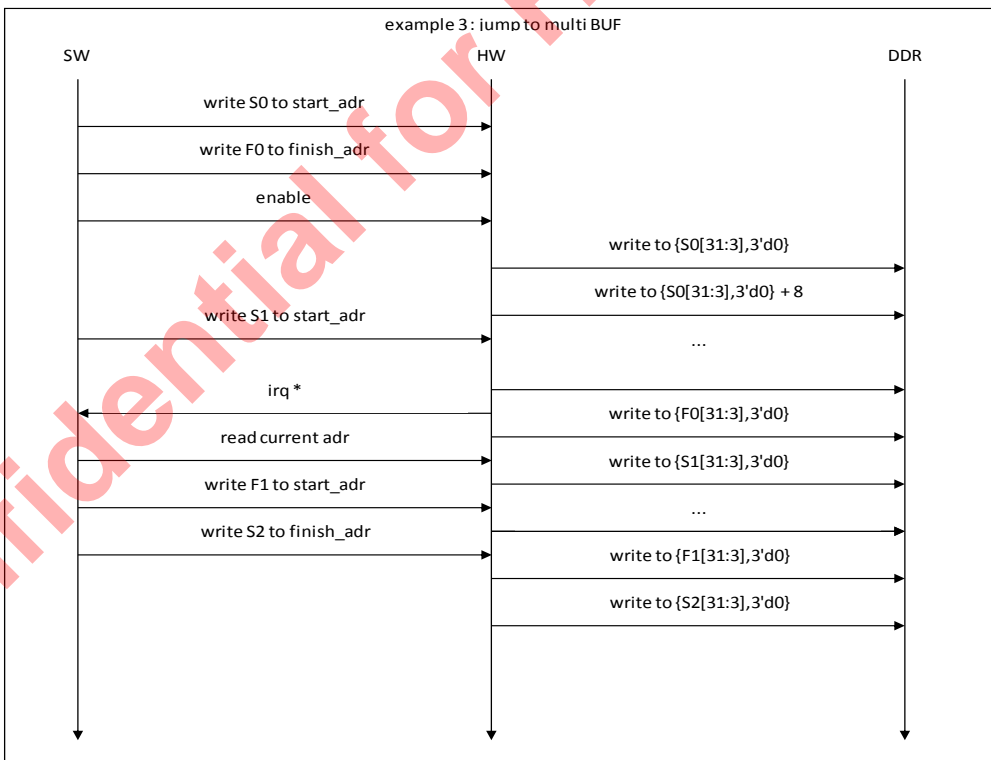 example 3 : jump to multi BUF
SW HW DDR
write S0 to start_adr
write F0 to finish_adr
enable
write to {S0[31:3],3'd0}
write to {S0[31:3],3'd0} + 8
write S1 to start_adr
...
irq *
write to {F0[31:3],3'd0}
read current adr
write to {S1[31:3],3'd0}
write F1 to start_adr
...
write S2 to finish_adr
write to {F1[31:3],3'd0}
write to {S2[31:3],3'd0}
nfidential for